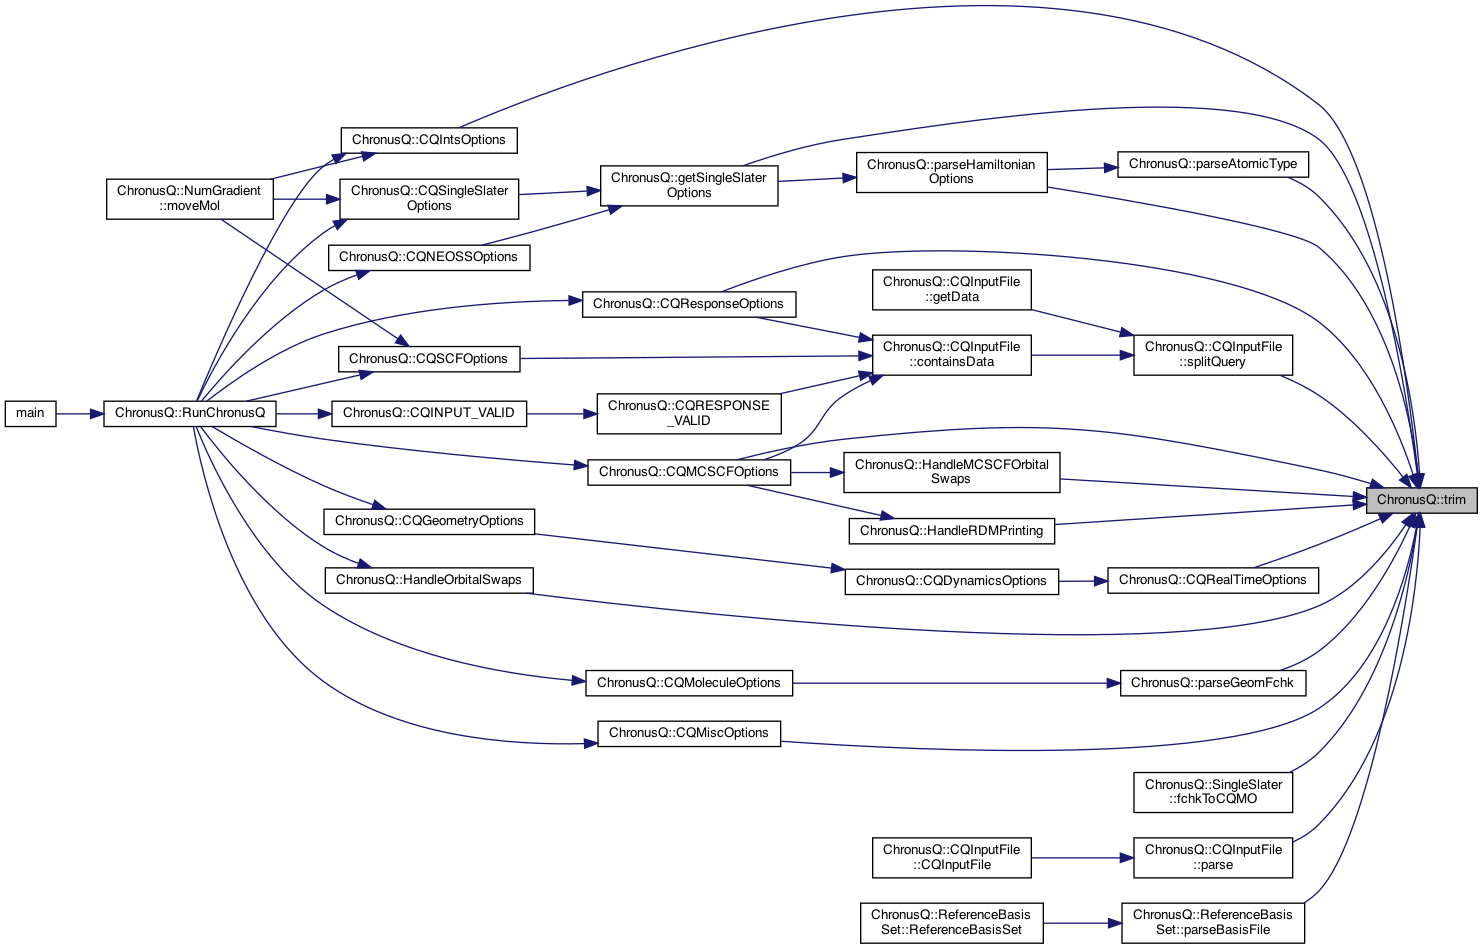 ChronusQ::CQIntsOptions
ChronusQ::parseHamiltonian
Options
ChronusQ::parseAtomicType
ChronusQ::getSingleSlater
Options
ChronusQ::NumGradient
::moveMol
ChronusQ::CQSingleSlater
Options
ChronusQ::CQNEOSSOptions
ChronusQ::CQInputFile
::getData
ChronusQ::CQResponseOptions
ChronusQ::CQSCFOptions
ChronusQ::CQInputFile
::containsData
ChronusQ::CQInputFile
::splitQuery
main
ChronusQ::RunChronusQ
ChronusQ::CQINPUT_VALID
ChronusQ::CQRESPONSE
_VALID
ChronusQ::CQMCSCFOptions
ChronusQ::HandleMCSCFOrbital
Swaps
ChronusQ::trim
ChronusQ::CQGeometryOptions
ChronusQ::HandleRDMPrinting
ChronusQ::HandleOrbitalSwaps
ChronusQ::CQDynamicsOptions
ChronusQ::CQRealTimeOptions
ChronusQ::CQMoleculeOptions
ChronusQ::parseGeomFchk
ChronusQ::CQMiscOptions
ChronusQ::SingleSlater
::fchkToCQMO
ChronusQ::CQInputFile
::CQInputFile
ChronusQ::CQInputFile
::parse
ChronusQ::ReferenceBasis
Set::ReferenceBasisSet
ChronusQ::ReferenceBasis
Set::parseBasisFile